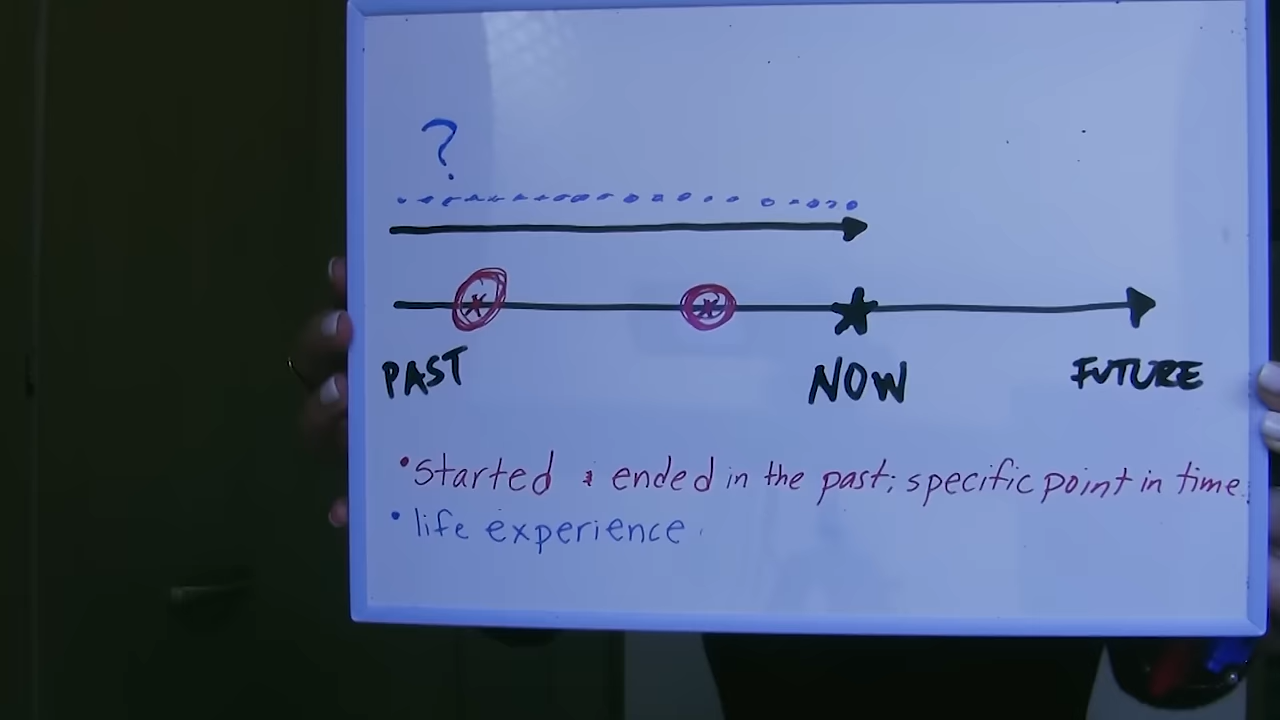 ?
PAST NOW FUTURE
•started & ended in the past; specific point in time.
•life experience.